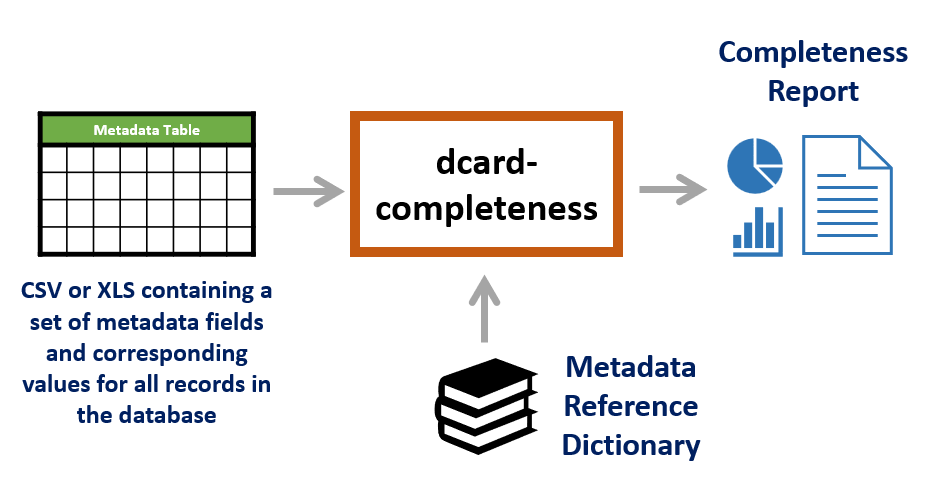 Metadata Table
CSV or XLS containing a
set of metadata fields
and corresponding
values for all records in
the database
dcard-
completeness
Metadata
Reference
Dictionary
Completeness
Report